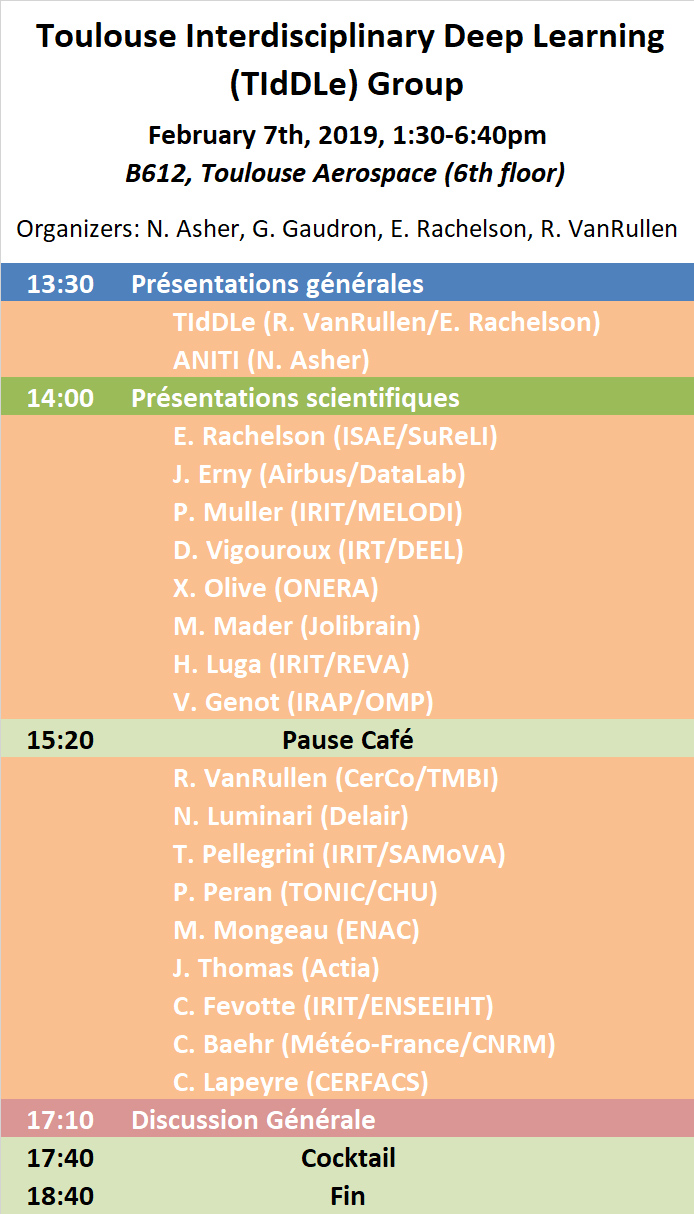 Toulouse Interdisciplinary Deep Learning
(TIdDLe) Group
February 7th, 2019, 1:30-6:40pm
B612, Toulouse Aerospace (6th floor)
Organizers: N. Asher, G. Gaudron, E. Rachelson, R. VanRullen
13:30 Présentations générales
TIdDLe (R. VanRullen/E. Rachelson)
ANITI (N. Asher)
14:00 Présentations scientifiques
E. Rachelson (ISAE/SuReLI)
J. Erny (Airbus/DataLab)
P. Muller (IRIT/MELODI)
D. Vigouroux (IRT/DEEL)
X. Olive (ONERA)
M. Mader (Jolibrain)
H. Luga (IRIT/REVA)
V. Genot (IRAP/OMP)
15:20 Pause Café
R. VanRullen (CerCo/TMBI)
N. Luminari (Delair)
T. Pellegrini (IRIT/SAMoVA)
P. Peran (TONIC/CHU)
M. Mongeau (ENAC)
J. Thomas (Actia)
C. Fevotte (IRIT/ENSEEIHT)
C. Baehr (Météo-France/CNRM)
C. Lapeyre (CERFACS)
17:10 Discussion Générale
17:40 Cocktail
18:40 Fin